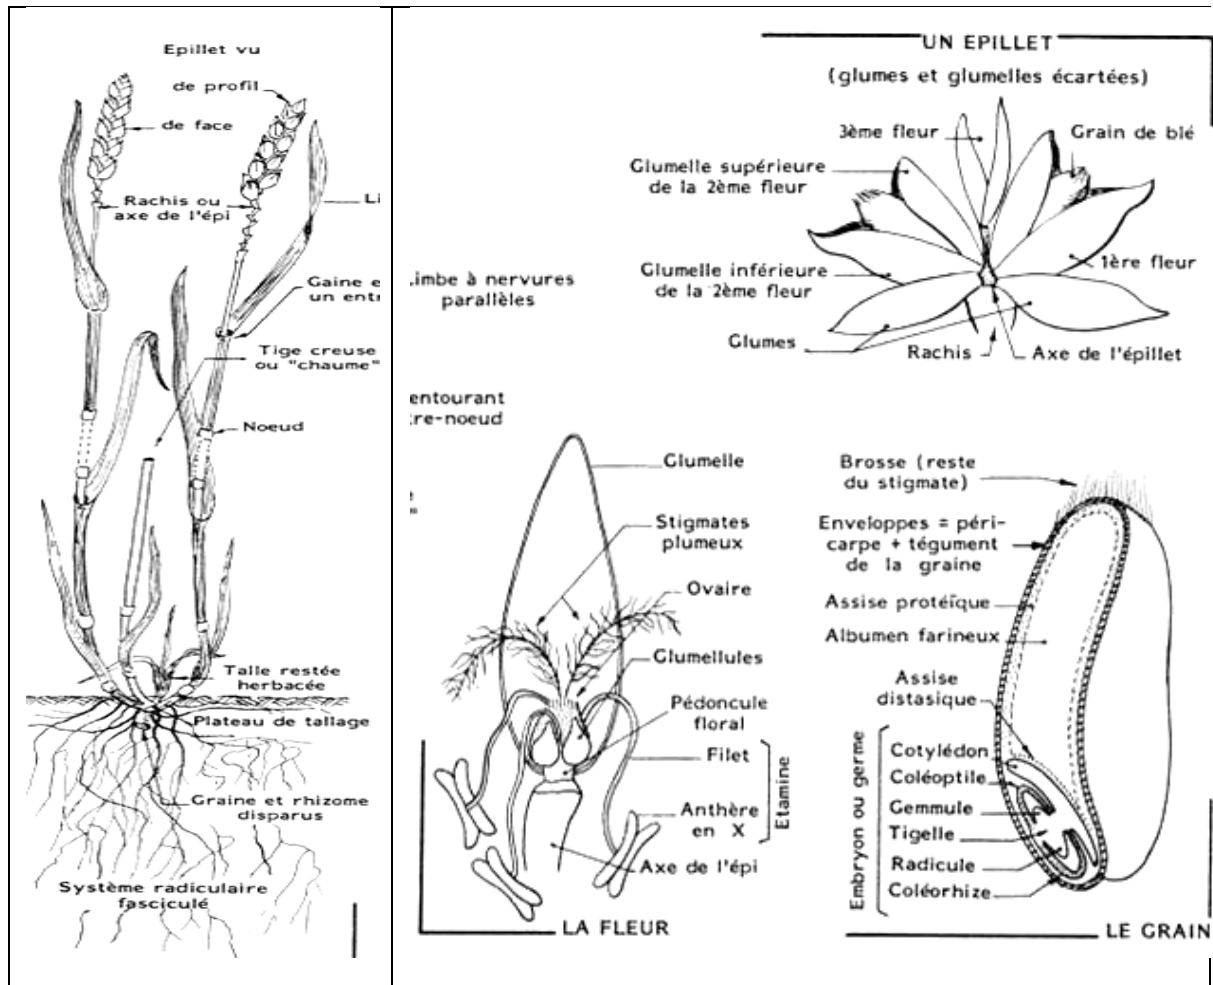 Epillet vu
de profil
de face
Rachis ou
axe de l'épi
Li
Gaine e
un entr
Tige creuse
ou "chaume"
Noeud
Talle restée
herbacée
Plateau de tallage
Graine et rhizome
disparus
Système radiculaire
fasciculé
UN EPILLET
(glumes et glumelles écartées)
3ème fleur
Grain de blé
Glumelle supérieure
de la 2ème fleur
1ère fleur
Glumelle inférieure
de la 2ème fleur
Glumes
Rachis
Axe de l'épillet
imbe à nervures
parallèles
entourant
tre-noeud
Glumelle
Stigmates
plumeux
Ovaire
Glumellules
Pédoncule
floral
Filet
Anthère
en X
Etamine
Axe de l'épi
LA FLEUR
Brosse (reste
du stigmate)
Enveloppes = péri-
carpe + tégument
de la graine
Assise protéïque
Albumen farineux
Assise
distasique
Cotylédon
Coléoptile
Gemmule
Tigelle
Radicule
Coléorhize
Embryon ou germe
LE GRAIN